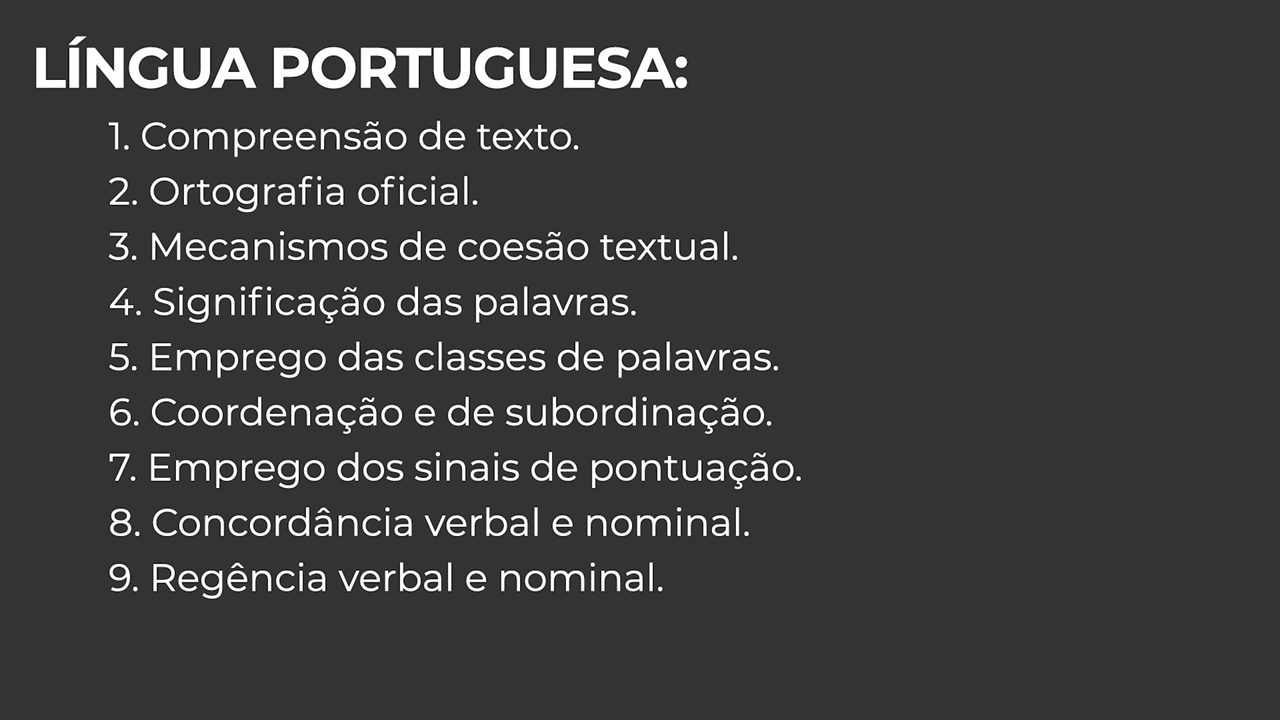 LÍNGUA PORTUGUESA:
1. Compreensão de texto.
2. Ortografia oficial.
3. Mecanismos de coesão textual.
4. Significação das palavras.
5. Emprego das classes de palavras.
6. Coordenação e de subordinação.
7. Emprego dos sinais de pontuação.
8. Concordância verbal e nominal.
9. Regência verbal e nominal.